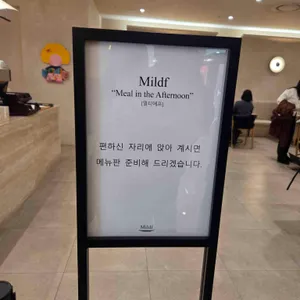 Mildf
"Meal in the Afternoon"
편하신 자리에 앉아 계시면
메뉴판 준비해 드리겠습니다.
Mildf